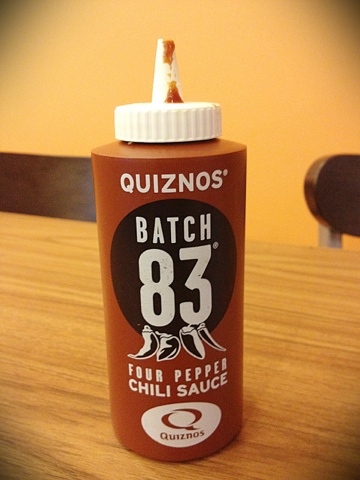 QUIZNOS®
BATCH
83®
FOUR PEPPER
CHILI SAUCE
Q
QUIZNOS